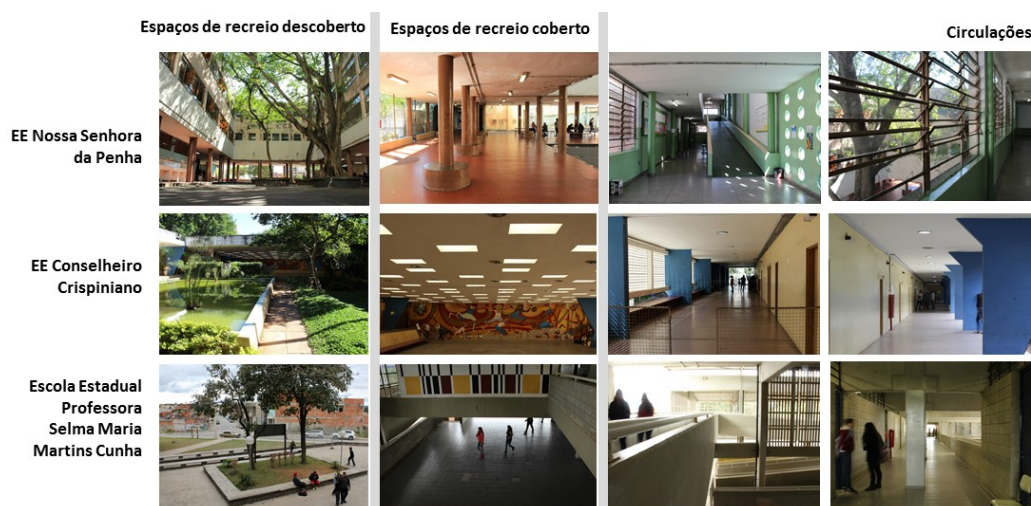 Espaços de recreio descoberto
Espaços de recreio coberto
Circulações
EE Nossa Senhora
da Penha
EE Conselheiro
Crispiniano
Escola Estadual
Professora
Selma Maria
Martins Cunha